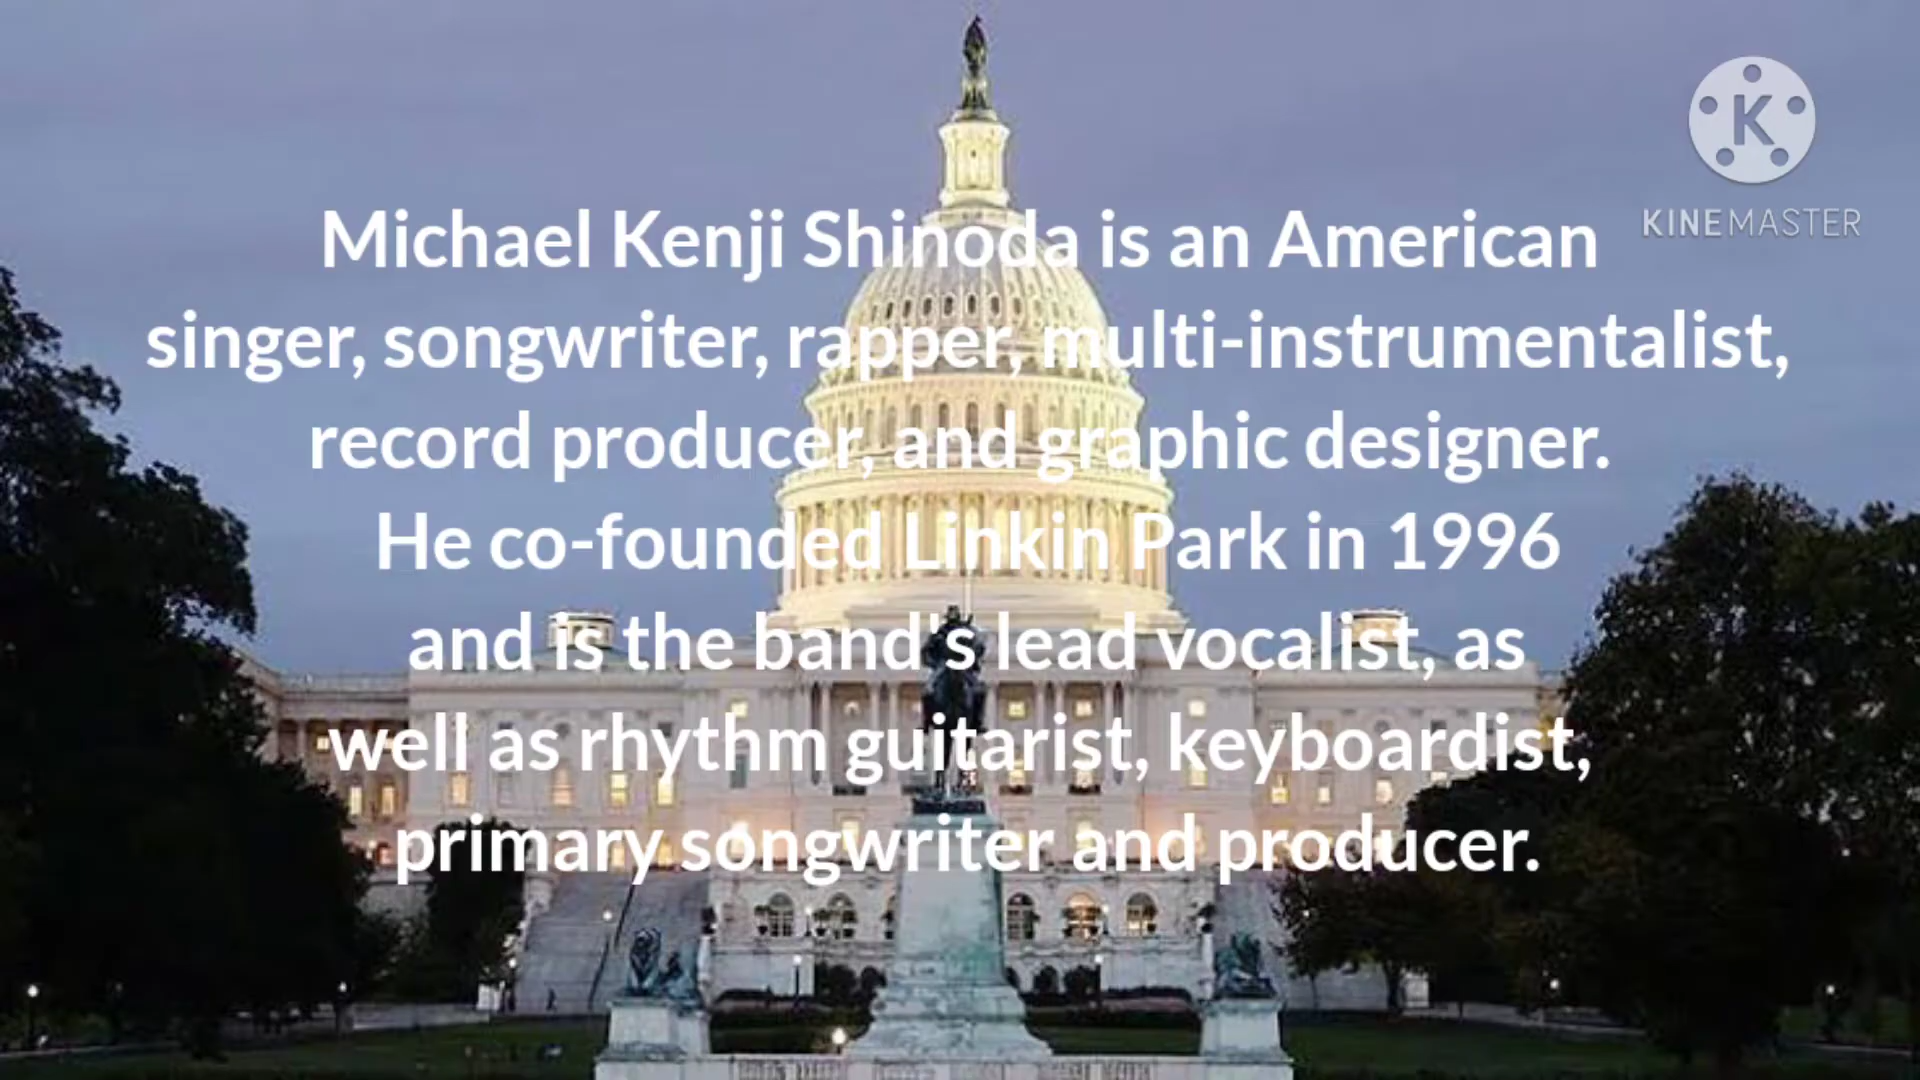 K
KINEMASTER
Michael Kenji Shinoda is an American
singer, songwriter, rapper, multi-instrumentalist,
record producer, and graphic designer.
He co-founded Linkin Park in 1996
and is the band's lead vocalist, as
well as rhythm guitarist, keyboardist,
primary songwriter and producer.